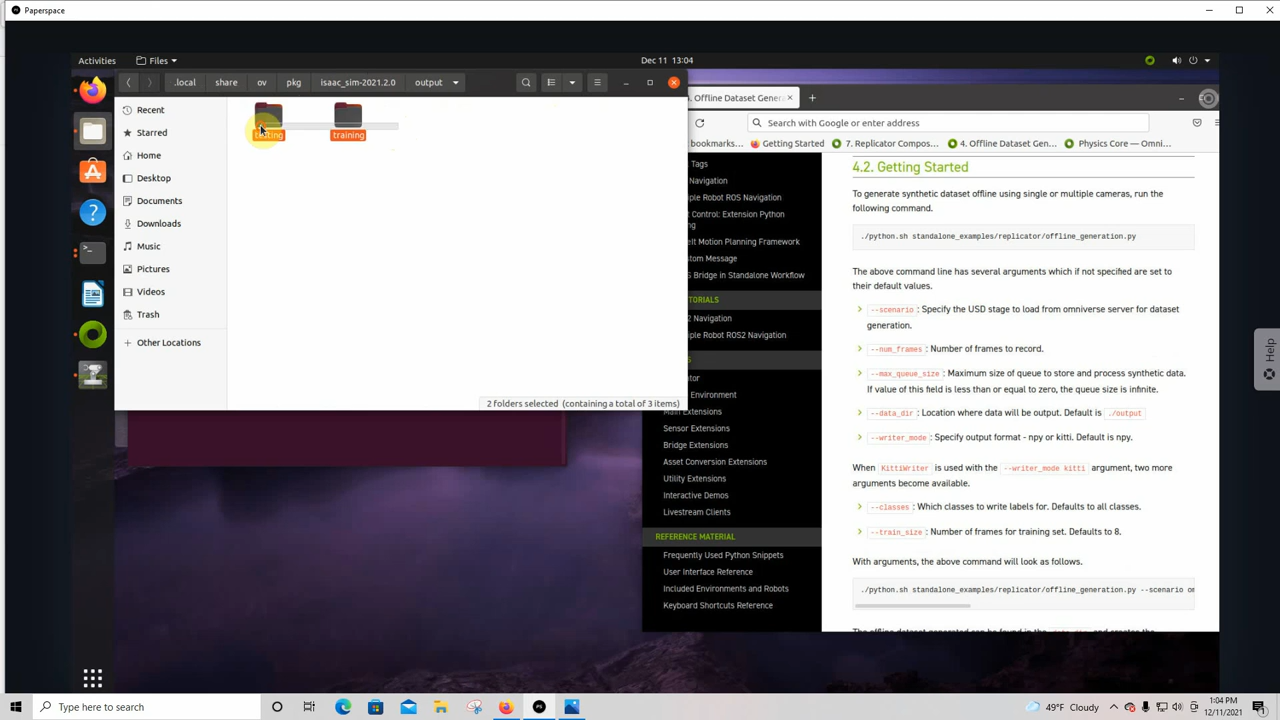 Paperspace
Activities
Files
Dec 11 13:04
.local
share
ov
pkg
isaac_sim-2021.2.0
output
Recent
Starred
Home
Desktop
Documents
Downloads
Music
Pictures
Videos
Trash
Other Locations
training
2 folders selected (containing a total of 3 items)
Offline Dataset Gener
Search with Google or enter address
bookmarks…
Getting Started
7. Replicator Compos…
4. Offline Dataset Gen…
Physics Core — Omni…
Tags
Navigation
iple Robot ROS Navigation
t Control: Extension Python
ng
eIt Motion Planning Framework
tom Message
S Bridge in Standalone Workflow
TORIALS
2 Navigation
iple Robot ROS2 Navigation
S
tor
Environment
Main Extensions
Sensor Extensions
Bridge Extensions
Asset Conversion Extensions
Utility Extensions
Interactive Demos
Livestream Clients
REFERENCE MATERIAL
Frequently Used Python Snippets
User Interface Reference
Included Environments and Robots
Keyboard Shortcuts Reference
4.2. Getting Started
To generate synthetic dataset offline using single or multiple cameras, run the
following command.
./python.sh standalone_examples/replicator/offline_generation.py
The above command line has several arguments which if not specified are set to
their default values.
--scenario : Specify the USD stage to load from omniverse server for dataset
generation.
--num_frames : Number of frames to record.
--max_queue_size : Maximum size of queue to store and process synthetic data.
If value of this field is less than or equal to zero, the queue size is infinite.
--data_dir : Location where data will be output. Default is ./output
--writer_mode : Specify output format - npy or kitti. Default is npy.
When KittiWriter is used with the --writer_mode kitti argument, two more
arguments become available.
--classes : Which classes to write labels for. Defaults to all classes.
--train_size : Number of frames for training set. Defaults to 8.
With arguments, the above command will look as follows.
./python.sh standalone_examples/replicator/offline_generation.py --scenario om
Help
Type here to search
49°F Cloudy
1:04 PM
12/11/2021